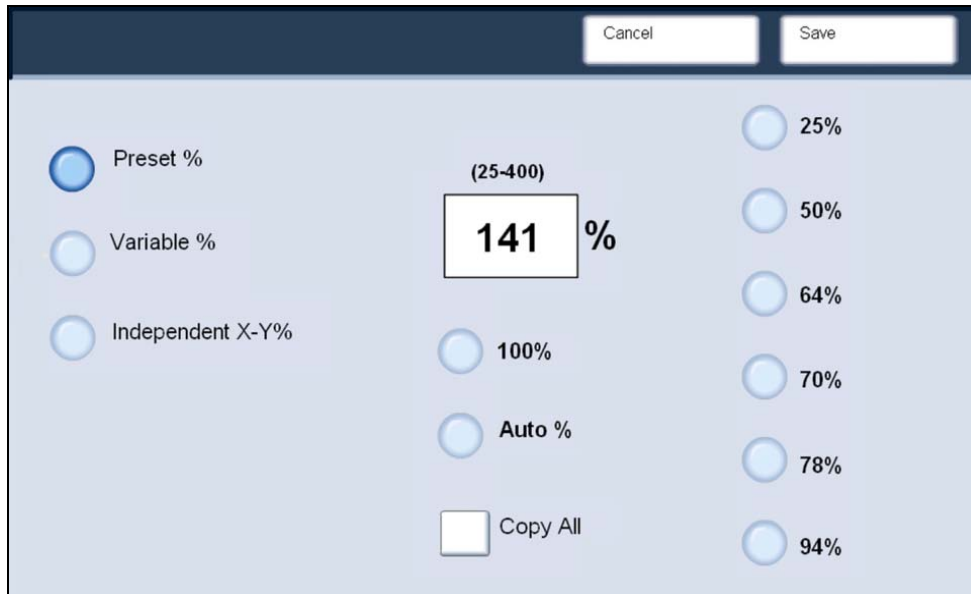 Cancel
Save
Preset %
Variable %
Independent X-Y%
(25-400)
141 %
100%
Auto %
Copy All
25%
50%
64%
70%
78%
94%